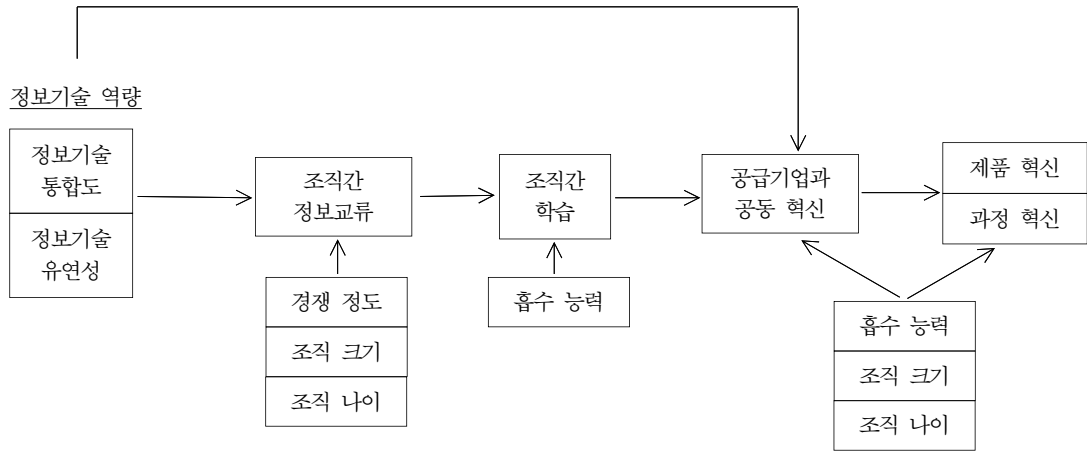 정보기술 역량
정보기술
통합도
정보기술
유연성
조직간
정보교류
경쟁 정도
조직 크기
조직 나이
조직간
학습
흡수 능력
공급기업과
공동 혁신
제품 혁신
과정 혁신
흡수 능력
조직 크기
조직 나이